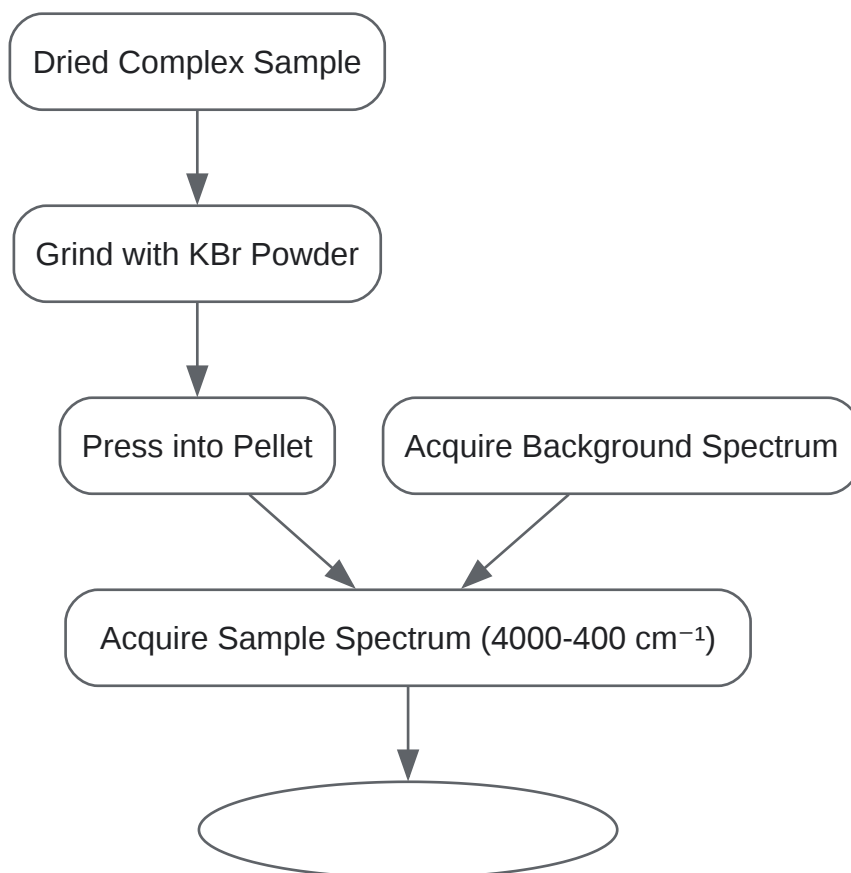 Dried Complex Sample
Grind with KBr Powder
Press into Pellet
Acquire Background Spectrum
Acquire Sample Spectrum (4000-400 cm⁻¹)